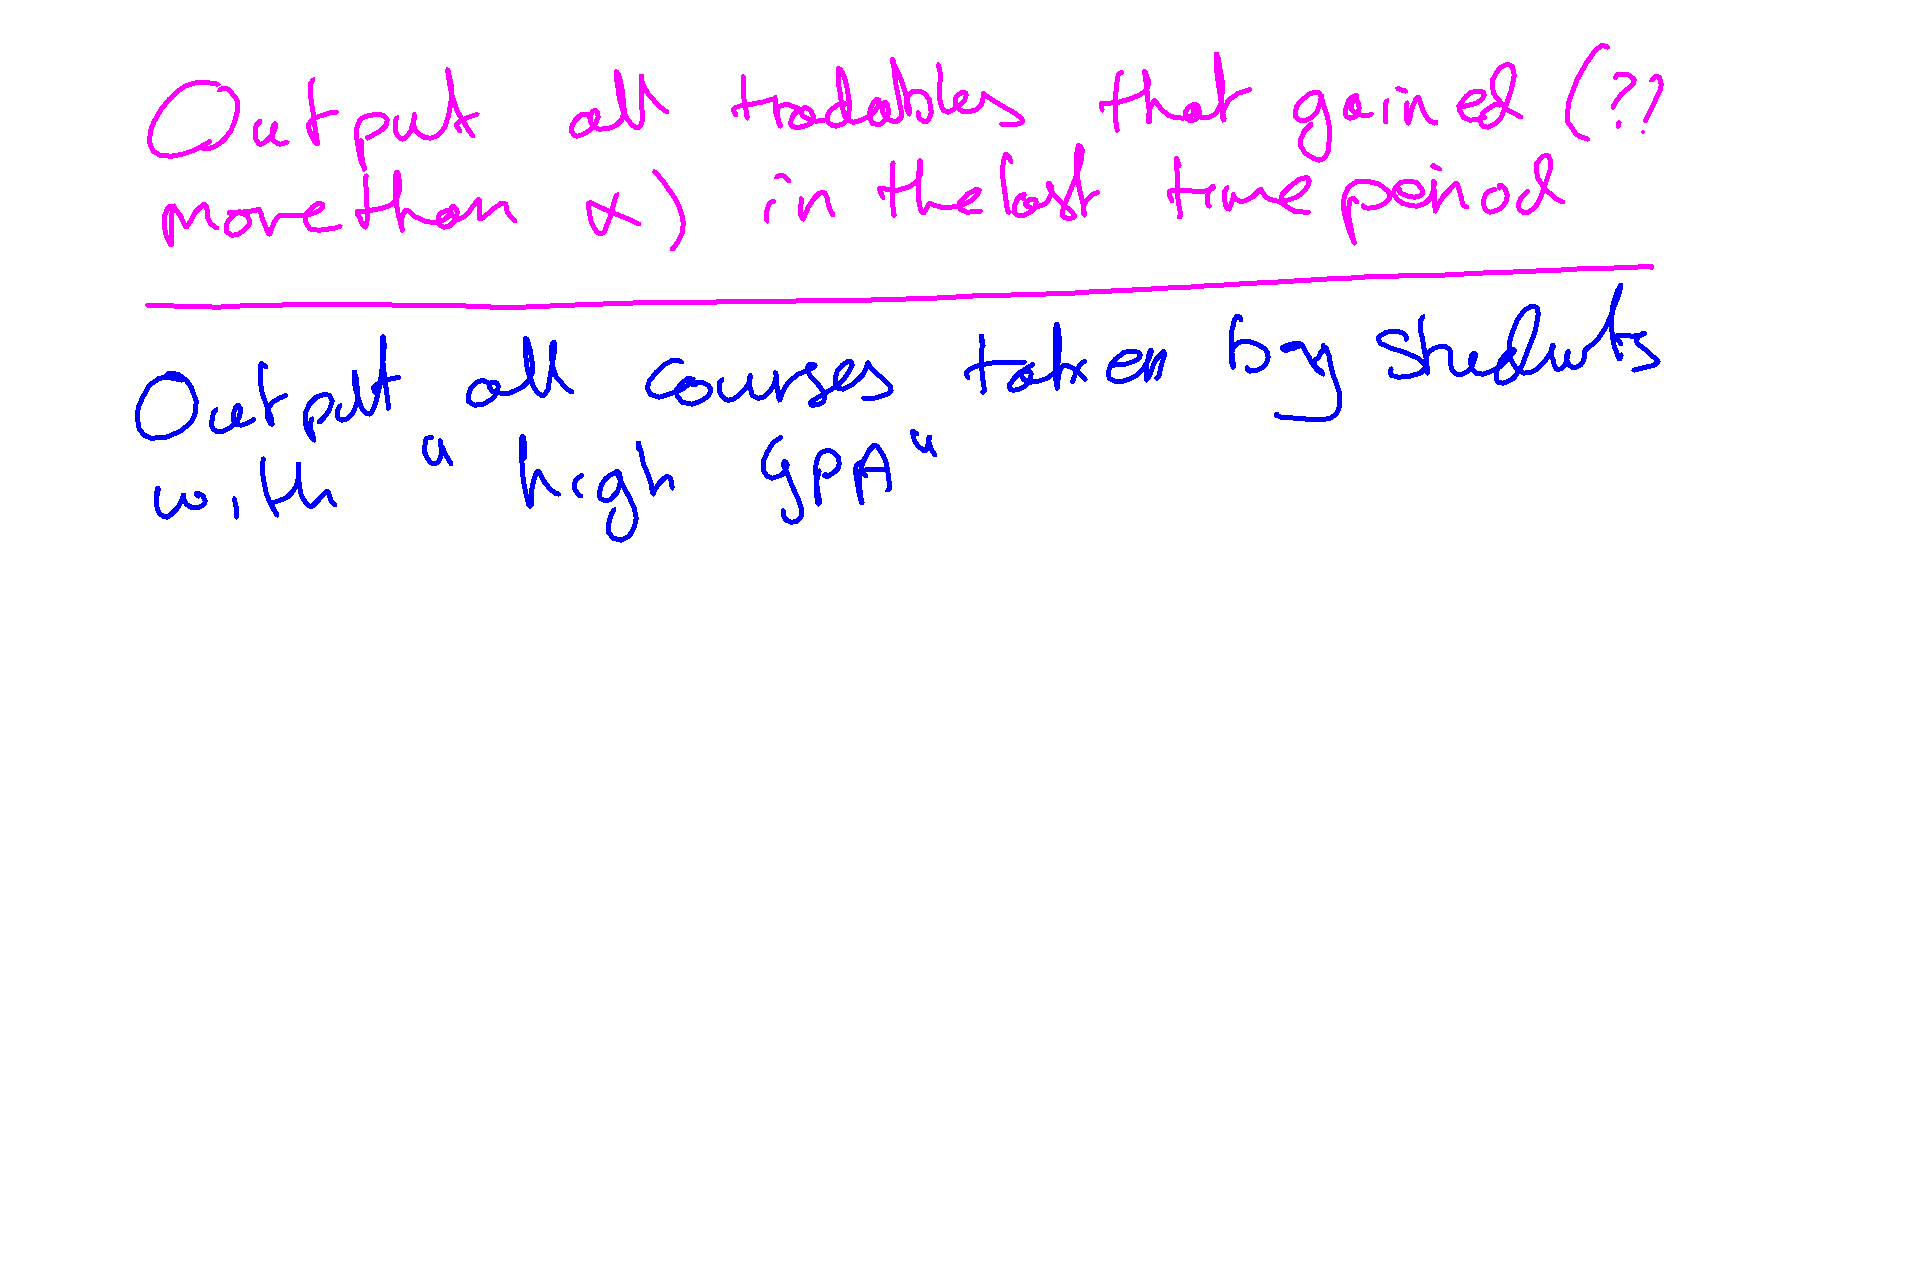 Output all tradables that gained (??
more than α) in the last time period
Output all courses taken by students
with "high GPA"